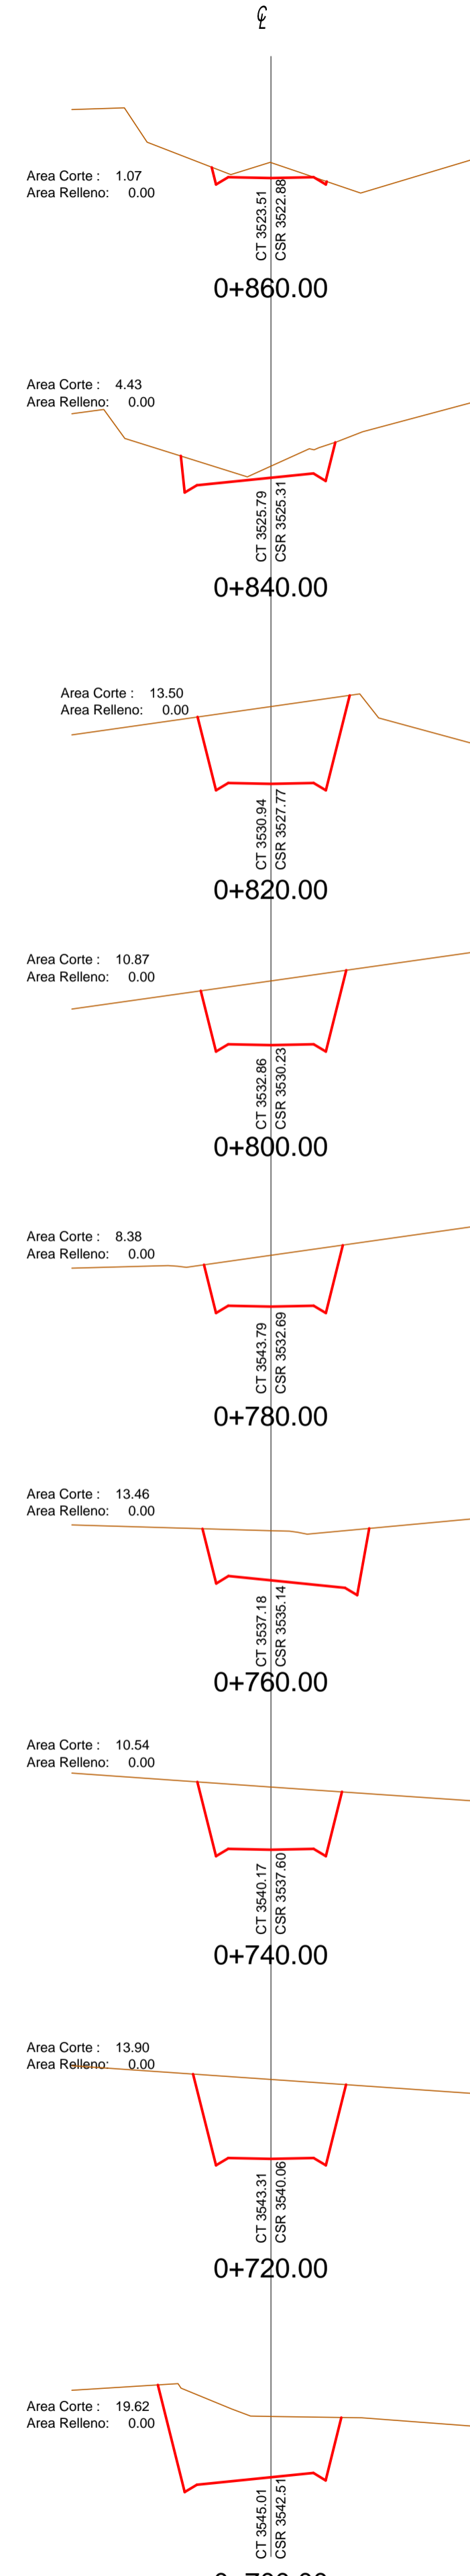 ℄
Area Corte : 1.07
Area Relleno: 0.00
CT 3523.51
CSR 3522.88
0+860.00
Area Corte : 4.43
Area Relleno: 0.00
CT 3525.79
CSR 3525.31
0+840.00
Area Corte : 13.50
Area Relleno: 0.00
CT 3530.94
CSR 3527.77
0+820.00
Area Corte : 10.87
Area Relleno: 0.00
CT 3532.86
CSR 3530.23
0+800.00
Area Corte : 8.38
Area Relleno: 0.00
CT 3543.79
CSR 3532.69
0+780.00
Area Corte : 13.46
Area Relleno: 0.00
CT 3537.18
CSR 3535.14
0+760.00
Area Corte : 10.54
Area Relleno: 0.00
CT 3540.17
CSR 3537.60
0+740.00
Area Corte : 13.90
Area Relleno: 0.00
CT 3543.31
CSR 3540.06
0+720.00
Area Corte : 19.62
Area Relleno: 0.00
CT 3545.01
CSR 3542.51